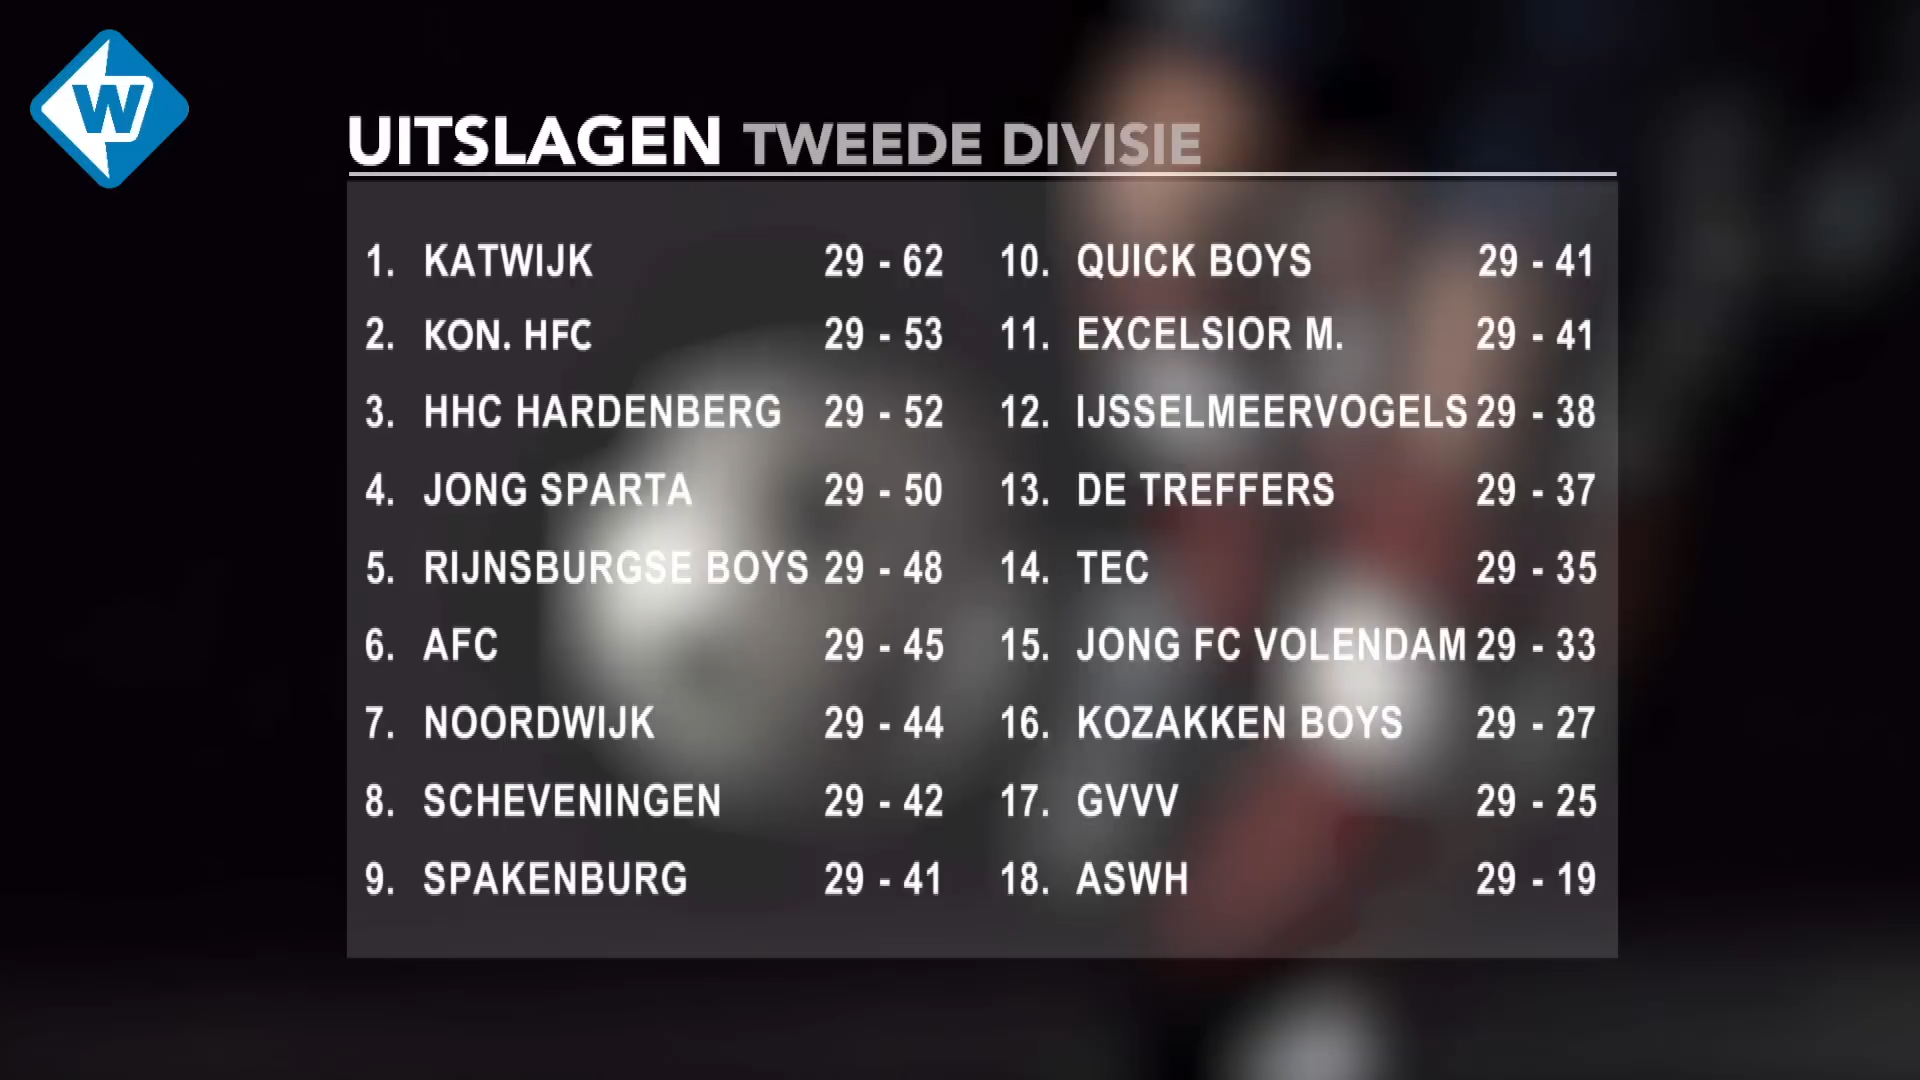 W
UITSLAGEN TWEEDE DIVISIE
1. KATWIJK 29 - 62
2. KON. HFC 29 - 53
3. HHC HARDENBERG 29 - 52
4. JONG SPARTA 29 - 50
5. RIJNSBURGSE BOYS 29 - 48
6. AFC 29 - 45
7. NOORDWIJK 29 - 44
8. SCHEVENINGEN 29 - 42
9. SPAKENBURG 29 - 41
10. QUICK BOYS 29 - 41
11. EXCELSIOR M. 29 - 41
12. IJSSELMEERVOGELS 29 - 38
13. DE TREFFERS 29 - 37
14. TEC 29 - 35
15. JONG FC VOLENDAM 29 - 33
16. KOZAKKEN BOYS 29 - 27
17. GVVV 29 - 25
18. ASWH 29 - 19